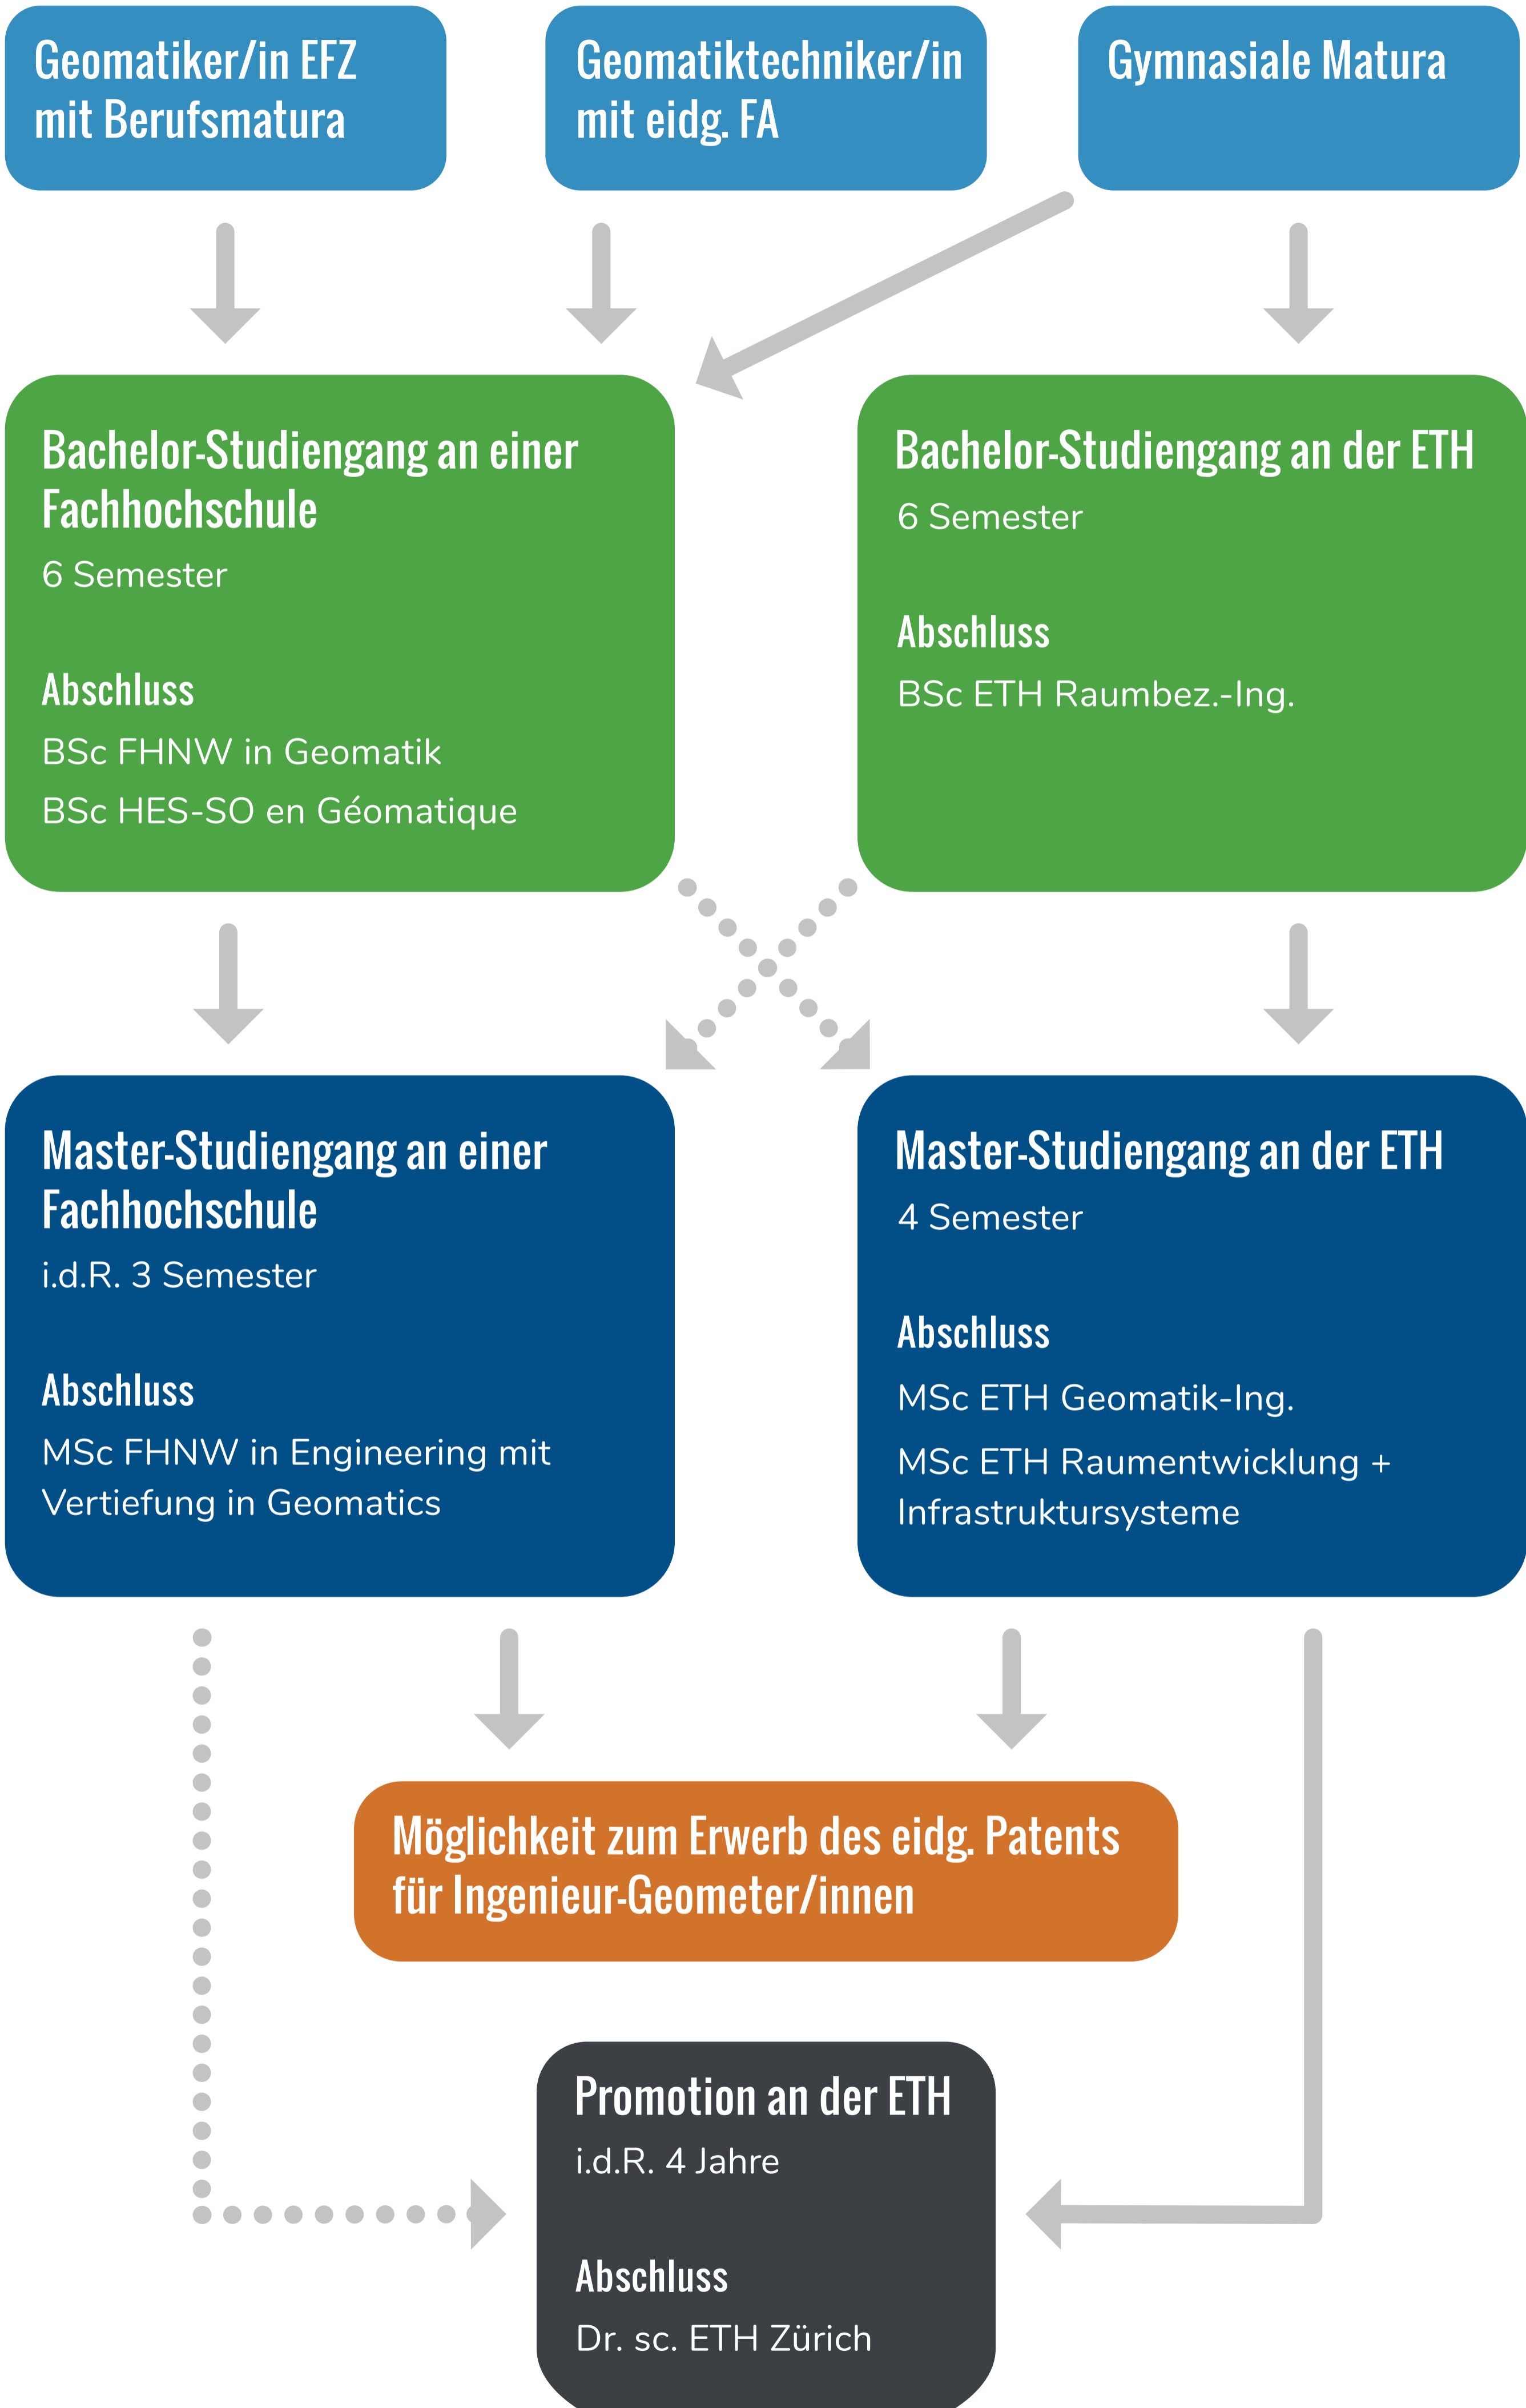 Geomatiker/in EFZ
mit Berufsmatura
Geomatiktechniker/in
mit eidg. FA
Gymnasiale Matura
Bachelor-Studiengang an einer
Fachhochschule
6 Semester
Abschluss
BSc FHNW in Geomatik
BSc HES-SO en Géomatique
Bachelor-Studiengang an der ETH
6 Semester
Abschluss
BSc ETH Raumbez.-Ing.
Master-Studiengang an einer
Fachhochschule
i.d.R. 3 Semester
Abschluss
MSc FHNW in Engineering mit
Vertiefung in Geomatics
Master-Studiengang an der ETH
4 Semester
Abschluss
MSc ETH Geomatik-Ing.
MSc ETH Raumentwicklung +
Infrastruktursysteme
Möglichkeit zum Erwerb des eidg. Patents
für Ingenieur-Geometer/innen
Promotion an der ETH
i.d.R. 4 Jahre
Abschluss
Dr. sc. ETH Zürich